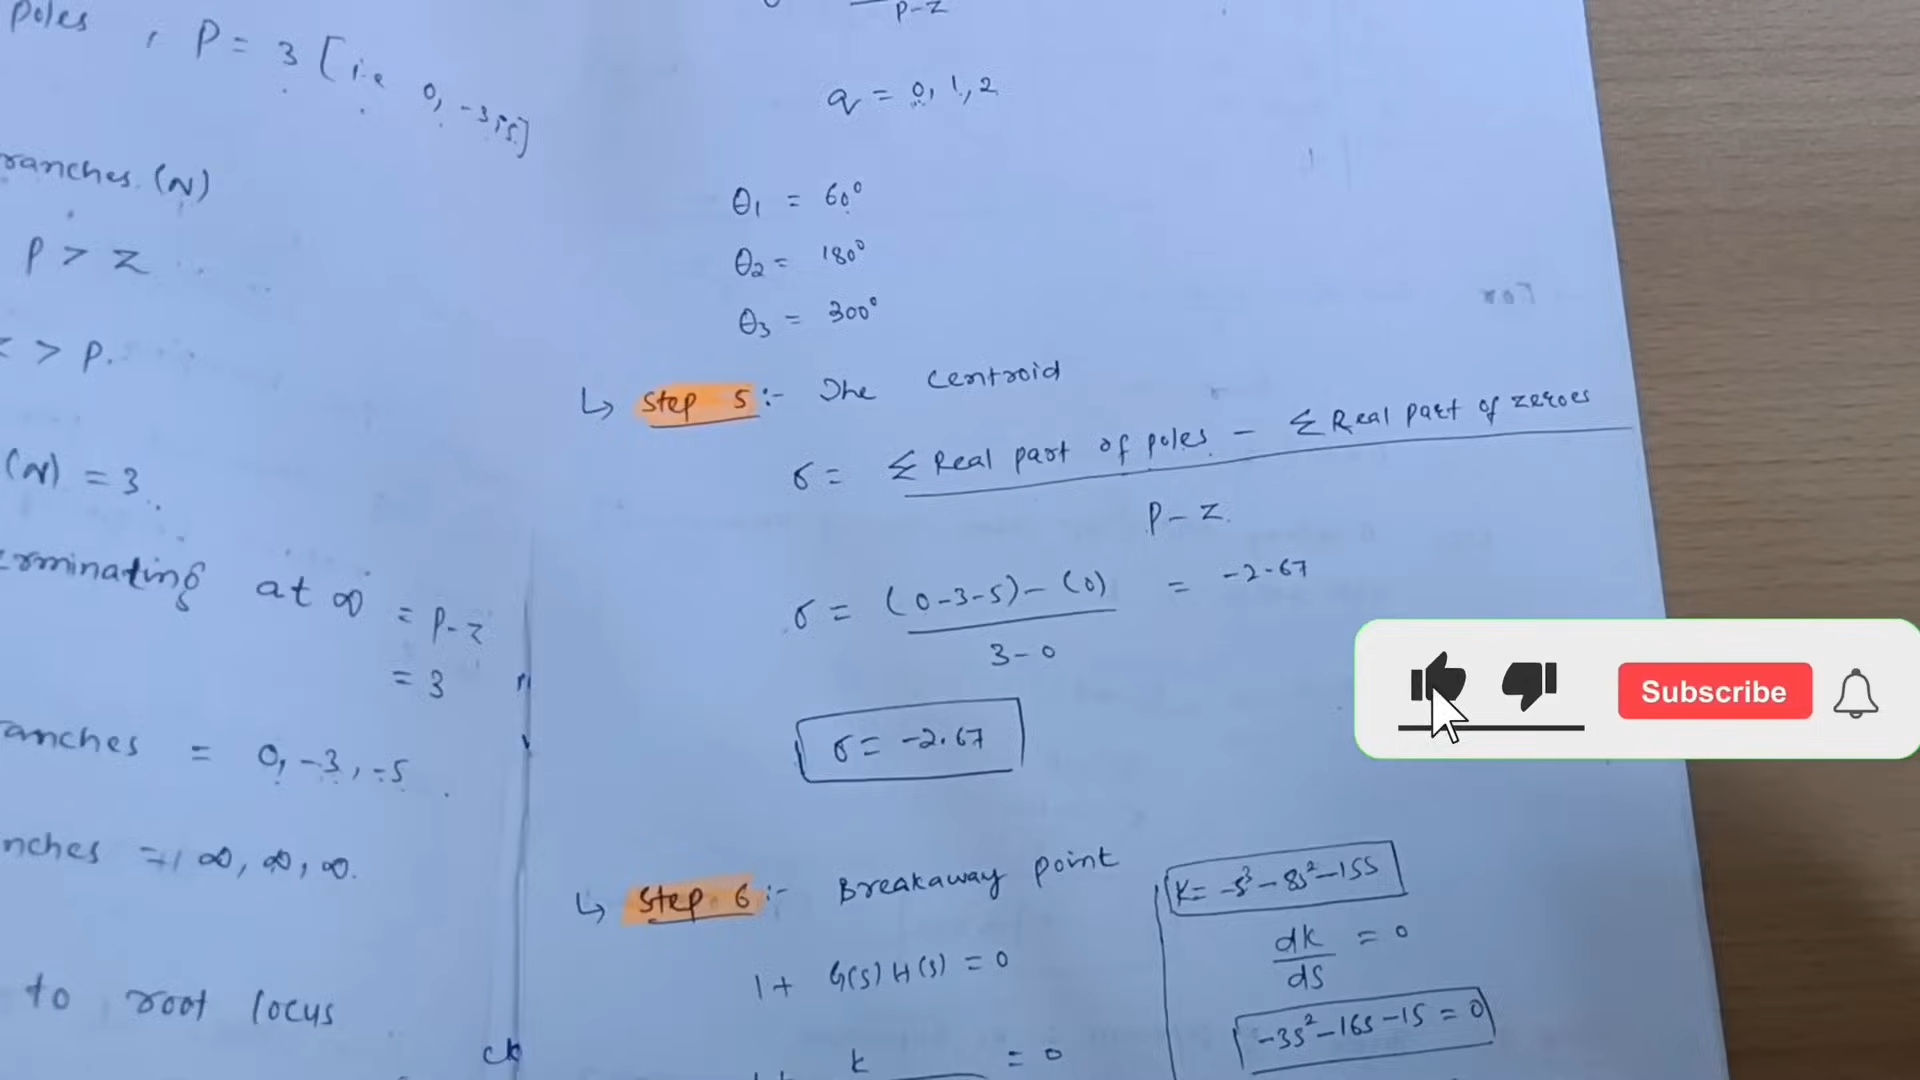 poles , P = 3 [i.e 0, -3,-5]
ranches (N)
P > Z
Z > P.
(N) = 3
erminating at ∞ = P-Z
= 3
anches = 0, -3, -5
nches = ∞, ∞, ∞.
to root locus
P-Z
q = 0, 1, 2
θ1 = 60°
θ2 = 180°
θ3 = 300°
↳ Step 5:- The Centroid
σ = Σ Real part of poles - Σ Real part of zeroes
P-Z
σ = (0-3-5)-(0) = -2.67
3-0
σ = -2.67
↳ Step 6:- Breakaway point
1+ G(s)H(s) = 0
k = 0
K = -s³-8s²-15s
dk = 0
ds
-3s²-16s-15 = 0
Subscribe